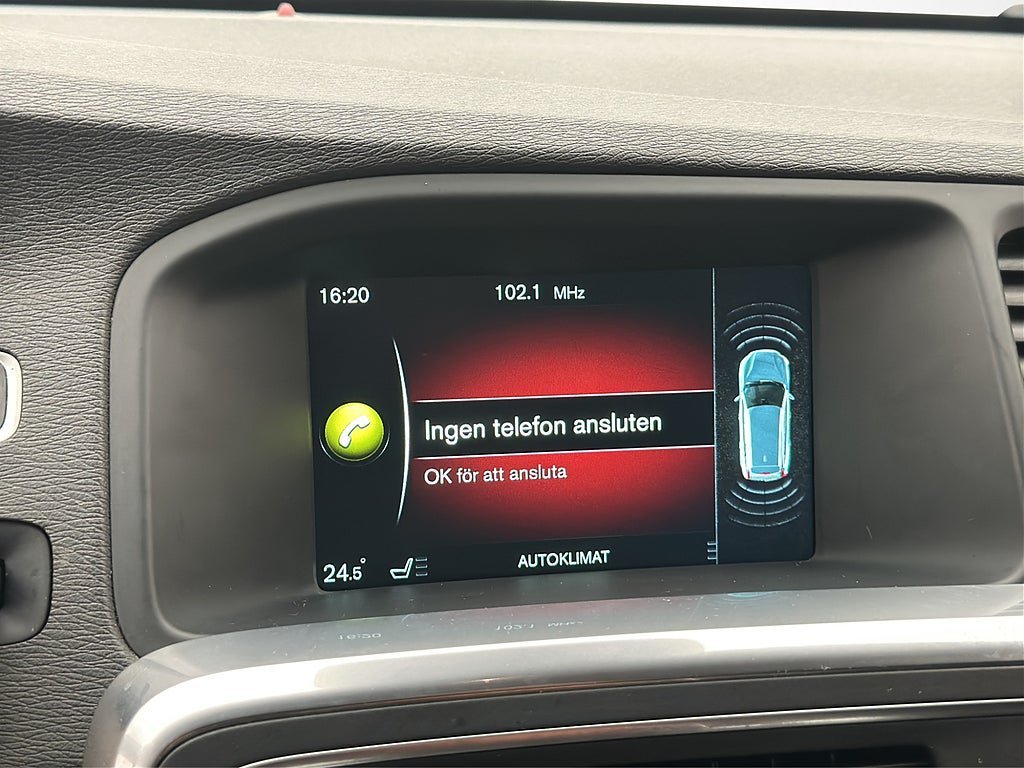 16:20
102.1 MHz
Ingen telefon ansluten
OK för att ansluta
24.5°
AUTOKLIMAT